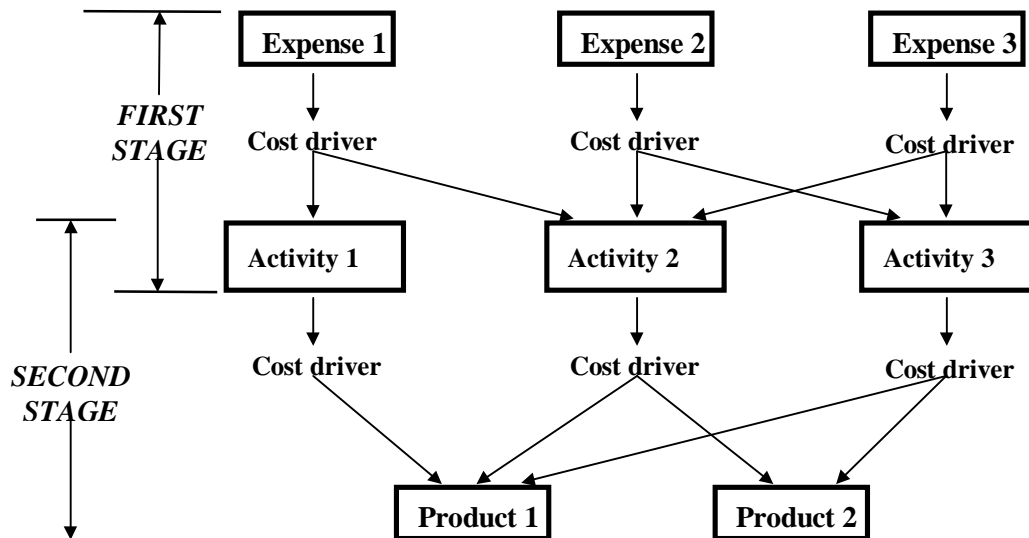 Expense 1
Expense 2
Expense 3
FIRST
STAGE
Cost driver
Cost driver
Cost driver
Activity 1
Activity 2
Activity 3
SECOND
STAGE
Cost driver
Cost driver
Cost driver
Product 1
Product 2